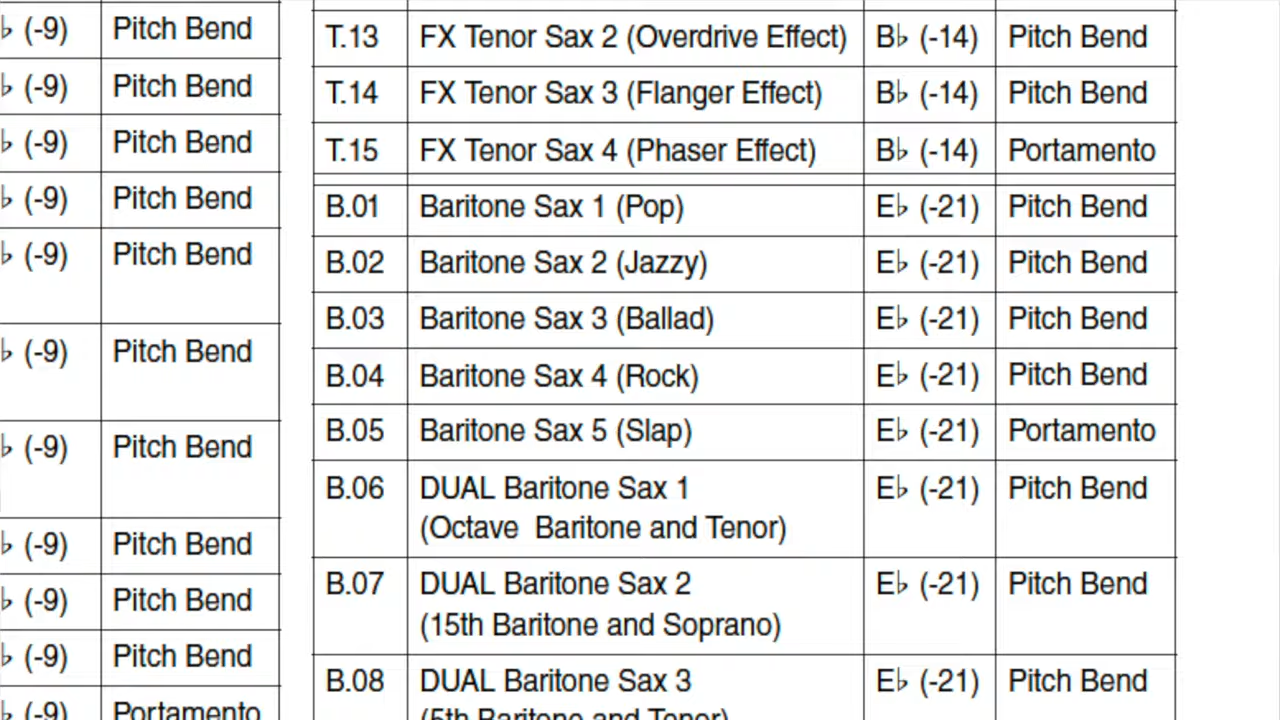 ♭ (-9) Pitch Bend
♭ (-9) Pitch Bend
♭ (-9) Pitch Bend
♭ (-9) Pitch Bend
♭ (-9) Pitch Bend
♭ (-9) Pitch Bend
♭ (-9) Pitch Bend
♭ (-9) Pitch Bend
♭ (-9) Pitch Bend
♭ (-9) Pitch Bend
♭ (-9) Portamento
T.13 FX Tenor Sax 2 (Overdrive Effect) B♭ (-14) Pitch Bend
T.14 FX Tenor Sax 3 (Flanger Effect) B♭ (-14) Pitch Bend
T.15 FX Tenor Sax 4 (Phaser Effect) B♭ (-14) Portamento
B.01 Baritone Sax 1 (Pop) E♭ (-21) Pitch Bend
B.02 Baritone Sax 2 (Jazzy) E♭ (-21) Pitch Bend
B.03 Baritone Sax 3 (Ballad) E♭ (-21) Pitch Bend
B.04 Baritone Sax 4 (Rock) E♭ (-21) Pitch Bend
B.05 Baritone Sax 5 (Slap) E♭ (-21) Portamento
B.06 DUAL Baritone Sax 1 E♭ (-21) Pitch Bend
(Octave Baritone and Tenor)
B.07 DUAL Baritone Sax 2 E♭ (-21) Pitch Bend
(15th Baritone and Soprano)
B.08 DUAL Baritone Sax 3 E♭ (-21) Pitch Bend
(5th Baritone and Tenor)